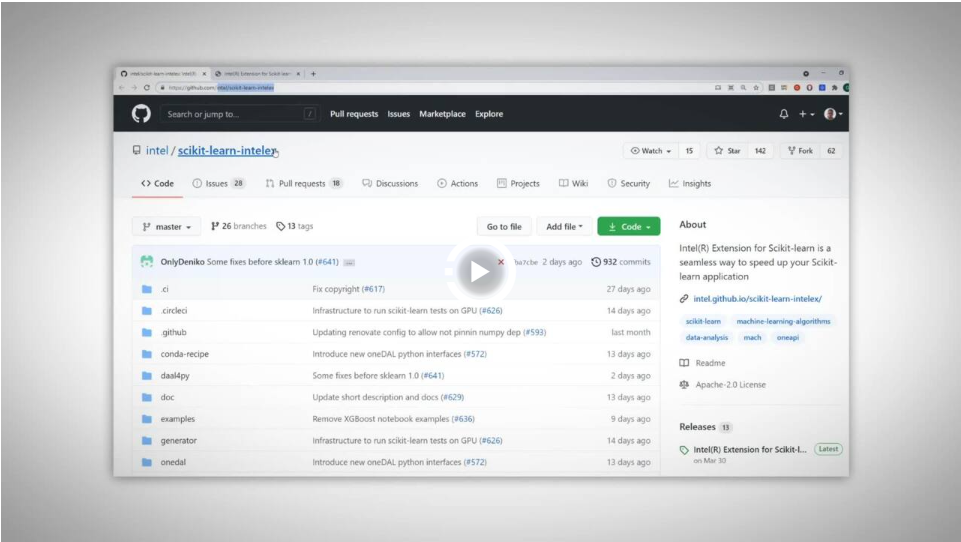 intel/scikit-learn-intelex: Intel(R)
Intel(R) Extension for Scikit-learn
https://github.com/intel/scikit-learn-intelex
Search or jump to... /
Pull requests Issues Marketplace Explore
intel / scikit-learn-intelex
Watch 15 Star 142 Fork 62
Code Issues 28 Pull requests 18 Discussions Actions Projects Wiki Security Insights
master 26 branches 13 tags Go to file Add file Code
OnlyDeniko Some fixes before sklearn 1.0 (#641) ... 2 days ago 932 commits
.ci Fix copyright (#617) 27 days ago
.circleci Infrastructure to run scikit-learn tests on GPU (#626) 14 days ago
.github Updating renovate config to allow not pinnin numpy dep (#593) last month
conda-recipe Introduce new oneDAL python interfaces (#572) 13 days ago
daal4py Some fixes before sklearn 1.0 (#641) 2 days ago
doc Update short description and docs (#629) 13 days ago
examples Remove XGBoost notebook examples (#636) 9 days ago
generator Infrastructure to run scikit-learn tests on GPU (#626) 14 days ago
onedal Introduce new oneDAL python interfaces (#572) 13 days ago
About
Intel(R) Extension for Scikit-learn is a
seamless way to speed up your Scikit-
learn application
intel.github.io/scikit-learn-intelex/
scikit-learn machine-learning-algorithms
data-analysis mach oneapi
Readme
Apache-2.0 License
Releases 13
Intel(R) Extension for Scikit-l... Latest
on Mar 30